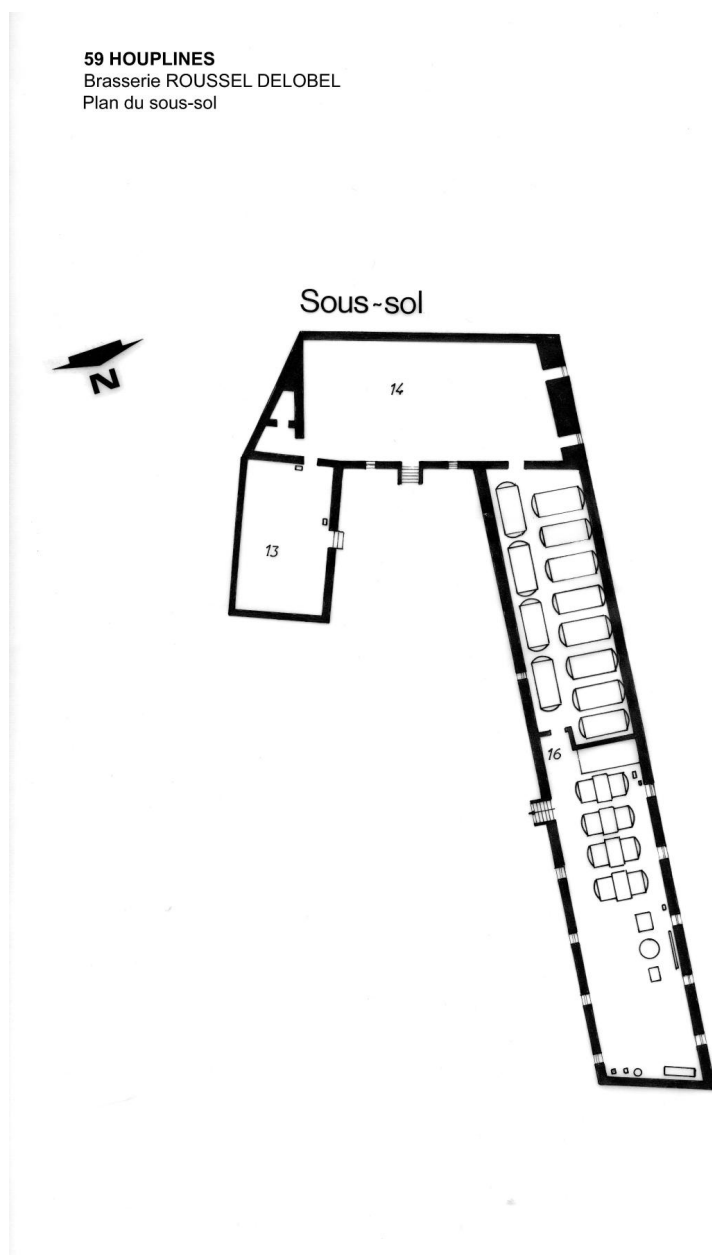 59 HOUPLINES
Brasserie ROUSSEL DELOBEL
Plan du sous-sol
Sous~sol
N
14
13
16